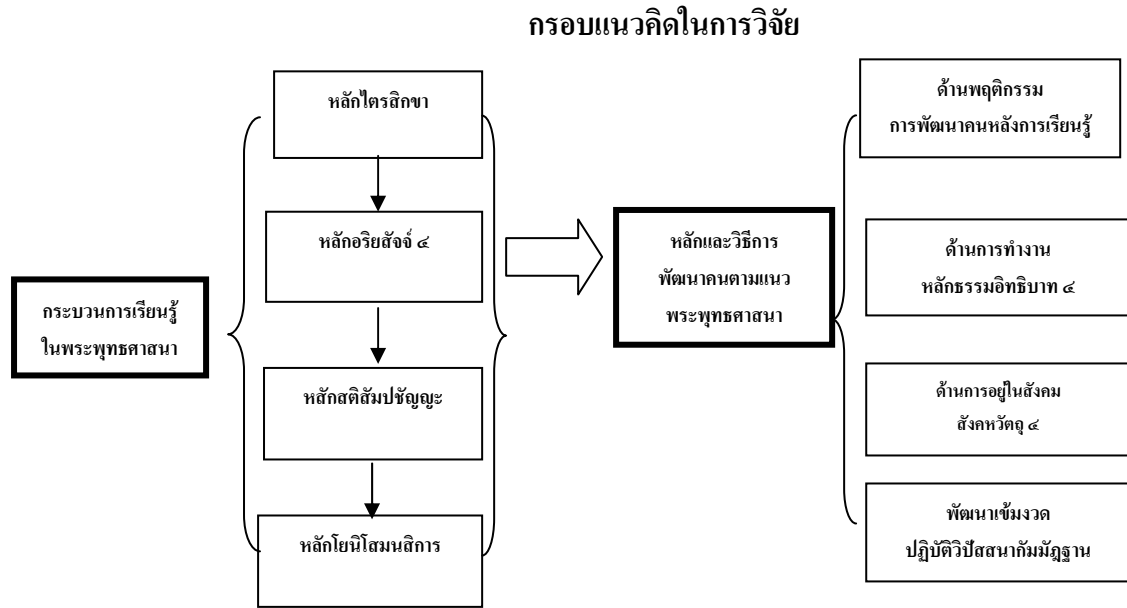 กรอบแนวคิดในการวิจัย
กระบวนการเรียนรู้
ในพระพุทธศาสนา
หลักไตรสิกขา
หลักอริยสัจจ์ ๔
หสักสติสัมปชัญญะ
หลักโยนิโสมนสิการ
หลักและวิธีการ
พัฒนาคนตามแนว
พระพุทธศาสนา
ด้านพฤติกรรม
การพัฒนาคนหลังการเรียนรู้
ด้านการทำงาน
หลักธรรมอิทธิบาท ๔
ด้านการอยู่ในสังคม
สังคหวัตถุ ๔
พัฒนาเข้มงวด
ปฏิบัติวิปัสสนากัมมัฎฐาน